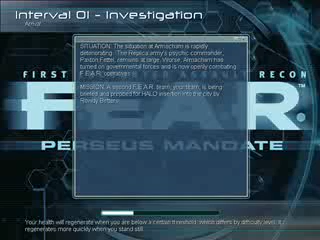 Interval 01 - Investigation
Arrival
SITUATION: The situation at Armacham is rapidly
deteriorating. The Replica army's psychic commander,
Paxton Fettel, remains at large. Worse, Armacham has
turned on governmental forces and is now openly combating
F.E.A.R. operatives.
MISSION: A second F.E.A.R. team, your team, is being
briefed and prepped for HALO insertion into the city by
Rowdy Betters.
FIRST
RECON
F.E.A.R.
™
PERSEUS MANDATE
Your health will regenerate when you are below a certain threshold, which differs by difficulty level. It
regenerates more quickly when you stand still.